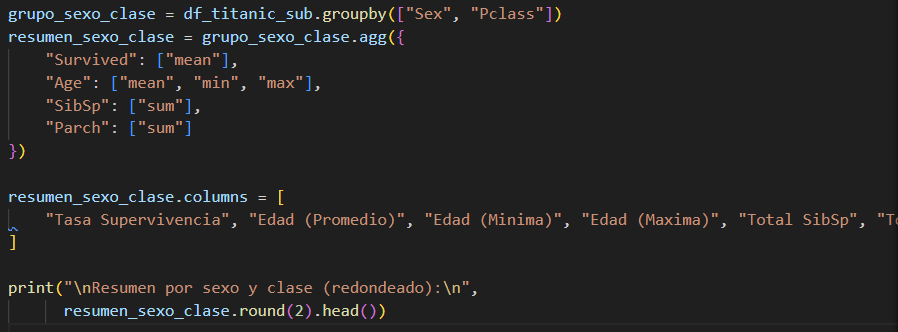 grupo_sexo_clase = df_titanic_sub.groupby(["Sex", "Pclass"])
resumen_sexo_clase = grupo_sexo_clase.agg({
    "Survived": ["mean"],
    "Age": ["mean", "min", "max"],
    "SibSp": ["sum"],
    "Parch": ["sum"]
})

resumen_sexo_clase.columns = [
    "Tasa Supervivencia", "Edad (Promedio)", "Edad (Minima)", "Edad (Maxima)", "Total SibSp",
]

print("\nResumen por sexo y clase (redondeado):\n",
      resumen_sexo_clase.round(2).head())